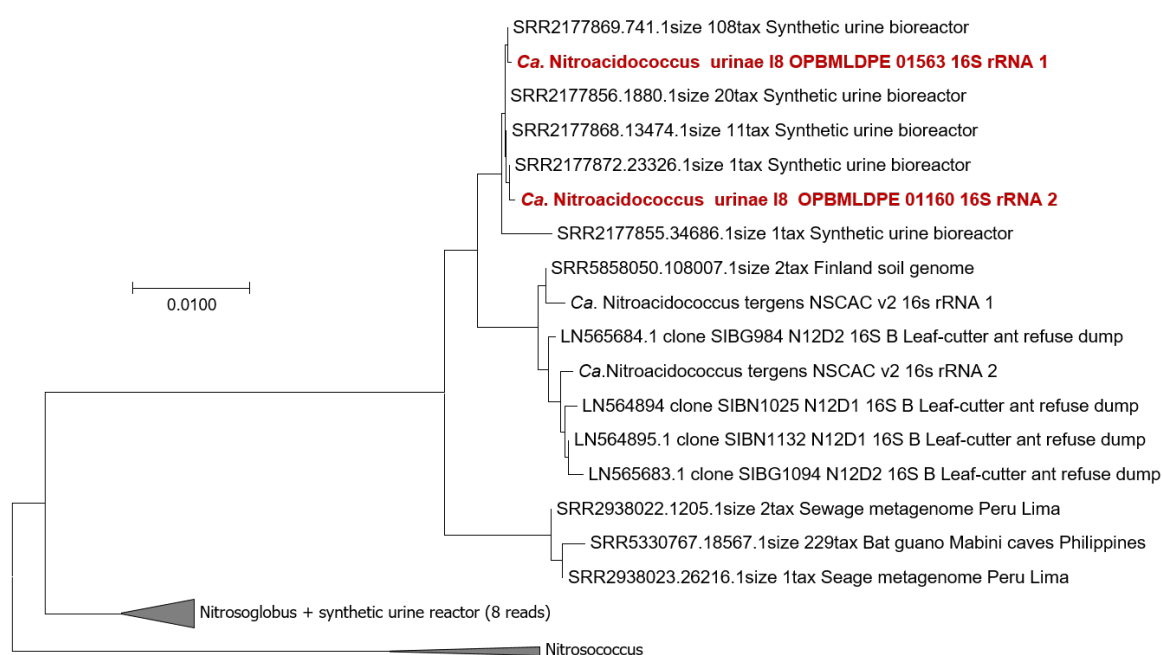 SRR2177869.741.1size 108tax Synthetic urine bioreactor
Ca. Nitroacidococcus urinae I8 OPBMLDPE 01563 16S rRNA 1
SRR2177856.1880.1size 20tax Synthetic urine bioreactor
SRR2177868.13474.1size 11tax Synthetic urine bioreactor
SRR2177872.23326.1size 1tax Synthetic urine bioreactor
Ca. Nitroacidococcus urinae I8 OPBMLDPE 01160 16S rRNA 2
SRR2177855.34686.1size 1tax Synthetic urine bioreactor
SRR5858050.108007.1size 2tax Finland soil genome
Ca. Nitroacidococcus tergens NSCAC v2 16s rRNA 1
LN565684.1 clone SIBG984 N12D2 16S B Leaf-cutter ant refuse dump
Ca.Nitroacidococcus tergens NSCAC v2 16s rRNA 2
LN564894 clone SIBN1025 N12D1 16S B Leaf-cutter ant refuse dump
LN564895.1 clone SIBN1132 N12D1 16S B Leaf-cutter ant refuse dump
LN565683.1 clone SIBG1094 N12D2 16S B Leaf-cutter ant refuse dump
SRR2938022.1205.1size 2tax Sewage metagenome Peru Lima
SRR5330767.18567.1size 229tax Bat guano Mabini caves Philippines
SRR2938023.26216.1size 1tax Seage metagenome Peru Lima
Nitrosoglobus + synthetic urine reactor (8 reads)
Nitrosococcus
0.0100